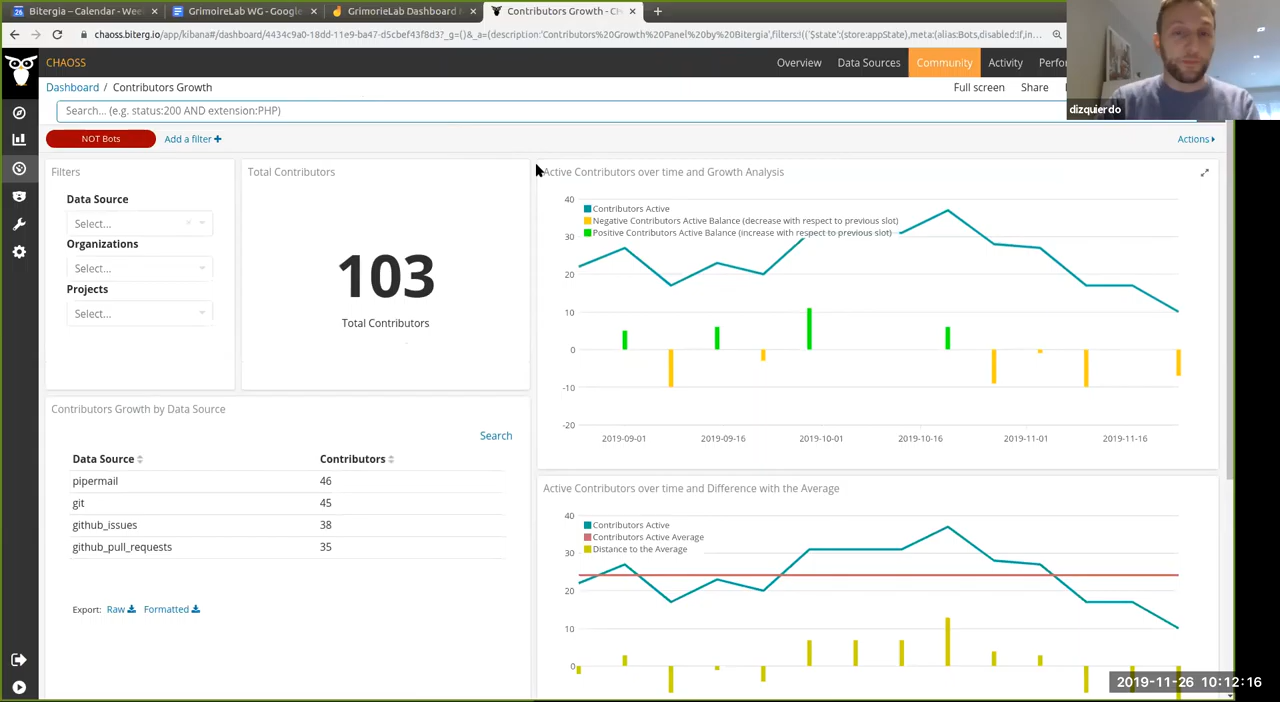 Bitergia – Calendar - Wee
GrimoireLab WG - Google
GrimorieLab Dashboard
Contributors Growth - Ch
chaoss.biterg.io/app/kibana#/dashboard/4434c9a0-18dd-11e9-ba47-d5cbef43f8d3?_g=()&_a=(description:'Contributors%20Growth%20Panel%20by%20Bitergia',filters:!(('$state':(store:appState),meta:(alias:Bots,disabled:!f,in...
CHAOSS
Overview
Data Sources
Community
Activity
Perfo
Dashboard / Contributors Growth
Full screen
Share
dizquierdo
Search... (e.g. status:200 AND extension:PHP)
NOT Bots
Add a filter +
Actions
Filters
Data Source
Select...
Organizations
Select...
Projects
Select...
Total Contributors
103
Total Contributors
Active Contributors over time and Growth Analysis
Contributors Active
Negative Contributors Active Balance (decrease with respect to previous slot)
Positive Contributors Active Balance (increase with respect to previous slot)
40
30
20
10
0
-10
-20
2019-09-01
2019-09-16
2019-10-01
2019-10-16
2019-11-01
2019-11-16
Contributors Growth by Data Source
Search
Data Source
Contributors
pipermail 46
git 45
github_issues 38
github_pull_requests 35
Export: Raw Formatted
Active Contributors over time and Difference with the Average
Contributors Active
Contributors Active Average
Distance to the Average
40
30
20
10
0
2019-11-26 10:12:16